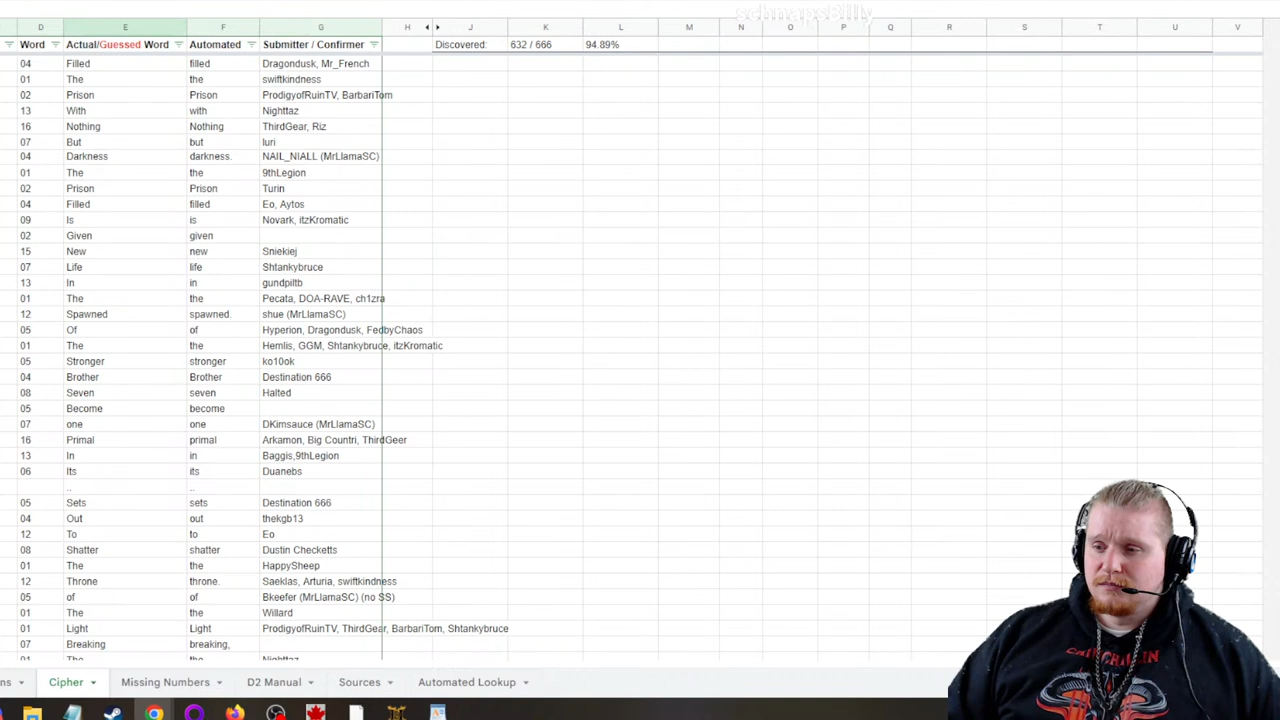 schnapsBilly
D E F G H J K L M N O P Q R S T U V
Word Actual/Guessed Word Automated Submitter / Confirmer Discovered: 632 / 666 94.89%
04 Filled filled Dragondusk, Mr_French
01 The the swiftkindness
02 Prison Prison ProdigyofRuinTV, BarbariTom
13 With with Nighttaz
16 Nothing Nothing ThirdGear, Riz
07 But but Iuri
04 Darkness darkness. NAIL_NIALL (MrLlamaSC)
01 The the 9thLegion
02 Prison Prison Turin
04 Filled filled Eo, Aytos
09 Is is Novark, itzKromatic
02 Given given
15 New new Sniekiej
07 Life life Shtankybruce
13 In in gundpiltb
01 The the Pecata, DOA-RAVE, ch1zra
12 Spawned spawned. shue (MrLlamaSC)
05 Of of Hyperion, Dragondusk, FedbyChaos
01 The the Hemlis, GGM, Shtankybruce, itzKromatic
05 Stronger stronger ko10ok
04 Brother Brother Destination 666
08 Seven seven Halted
05 Become become
07 one one DKimsauce (MrLlamaSC)
16 Primal primal Arkamon, Big Countri, ThirdGeer
13 In in Baggis,9thLegion
06 Its its Duanebs
.. ..
05 Sets sets Destination 666
04 Out out thekgb13
12 To to Eo
08 Shatter shatter Dustin Checketts
01 The the HappySheep
12 Throne throne. Saeklas, Arturia, swiftkindness
05 of of Bkeefer (MrLlamaSC) (no SS)
01 The the Willard
01 Light Light ProdigyofRuinTV, ThirdGear, BarbariTom, Shtankybruce
07 Breaking breaking,
01 The the Nighttaz
ns Cipher Missing Numbers D2 Manual Sources Automated Lookup